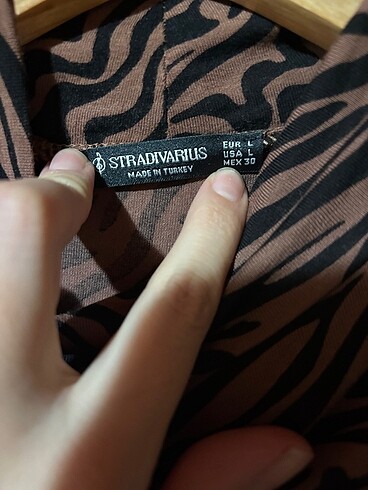 STRADIVARIUS
MADE IN TURKEY
EUR L
USA L
MEX 30